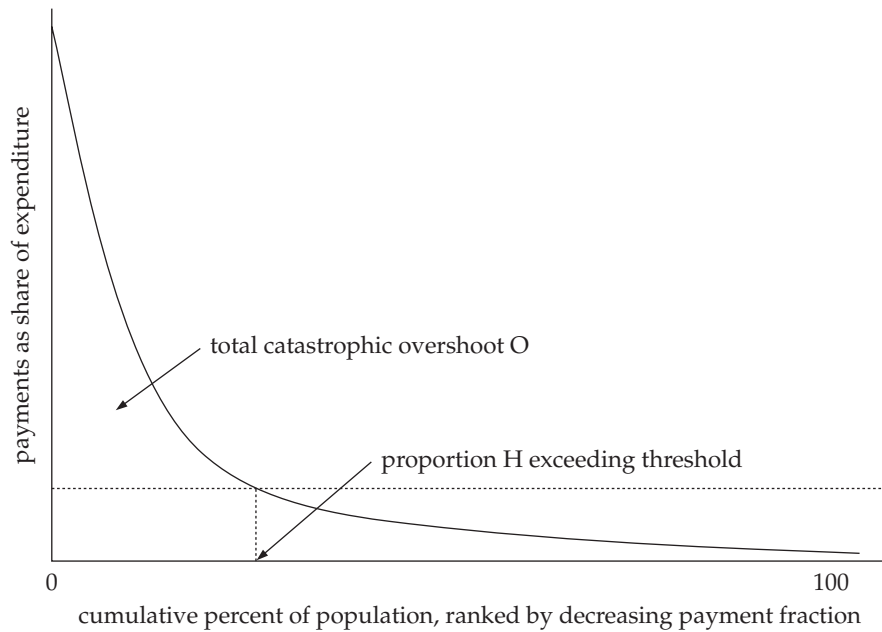 payments as share of expenditure
total catastrophic overshoot O
proportion H exceeding threshold
0
100
cumulative percent of population, ranked by decreasing payment fraction